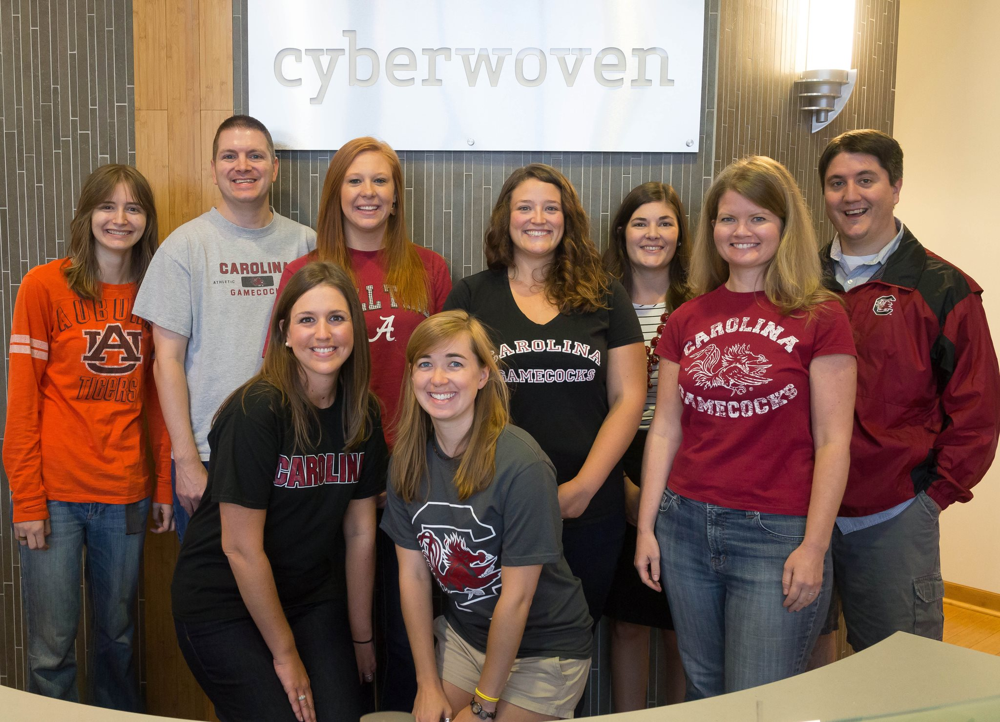 cyberwoven
AUBURN
AU
TIGERS
CAROLINA
ATHLETIC
GAMECOCKS
A
CAROLINA
GAMECOCKS
CAROLINA
GAMECOCKS
CAROLINA